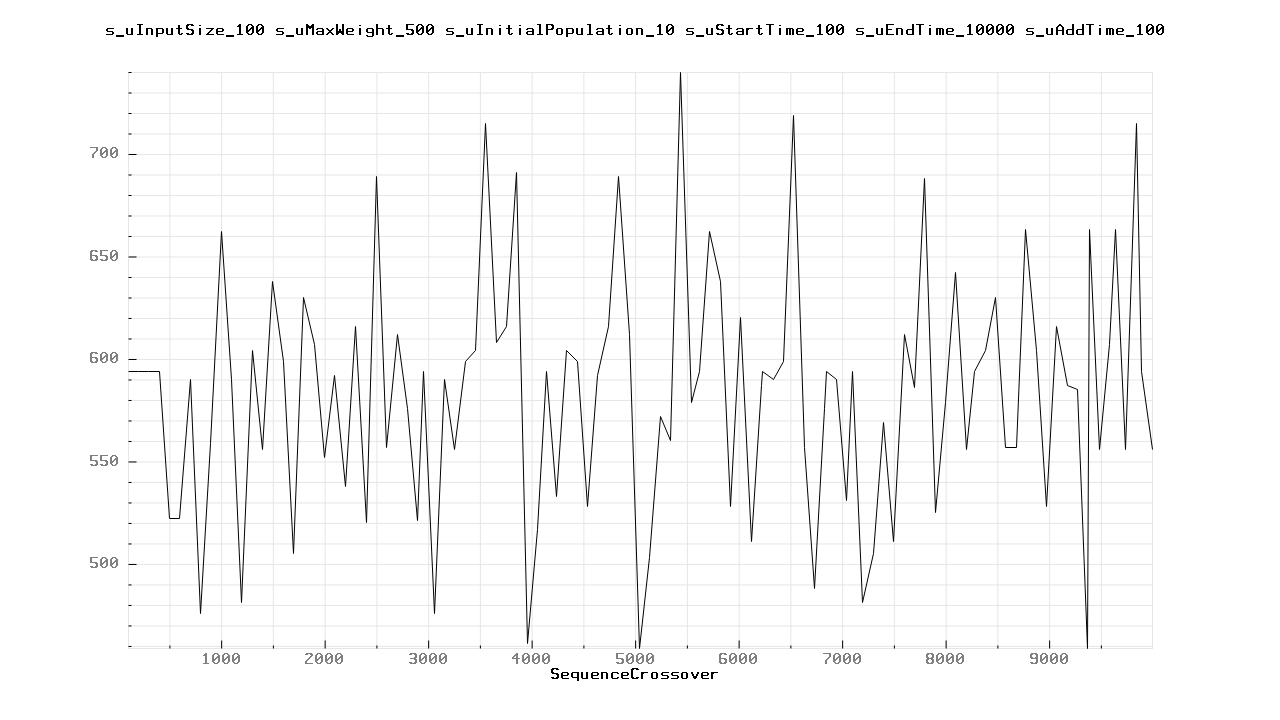 s_uInputSize_100 s_uMaxWeight_500 s_uInitialPopulation_10 s_uStartTime_100 s_uEndTime_10000 s_uAddTime_100
700
650
600
550
500
1000 2000 3000 4000 5000 6000 7000 8000 9000
SequenceCrossover